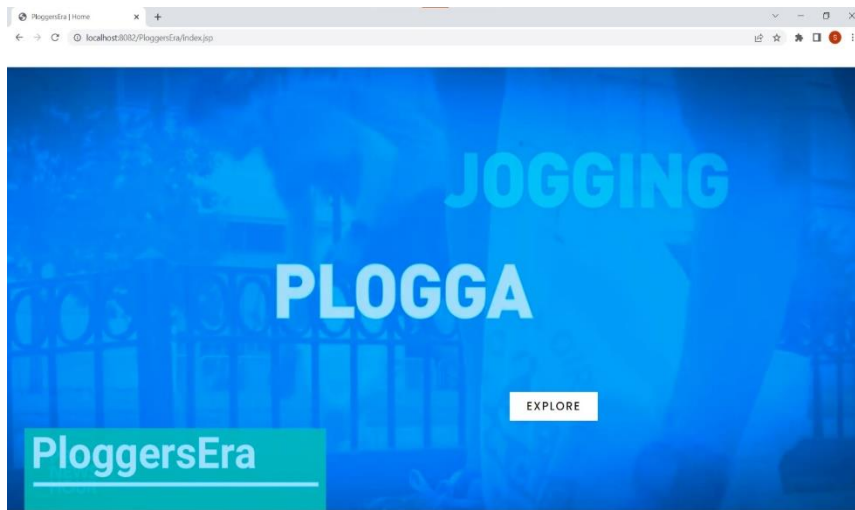 PloggersEra | Home
localhost:8082/PloggersEra/index.jsp
S
JOGGING
PLOGGA
EXPLORE
PloggersEra